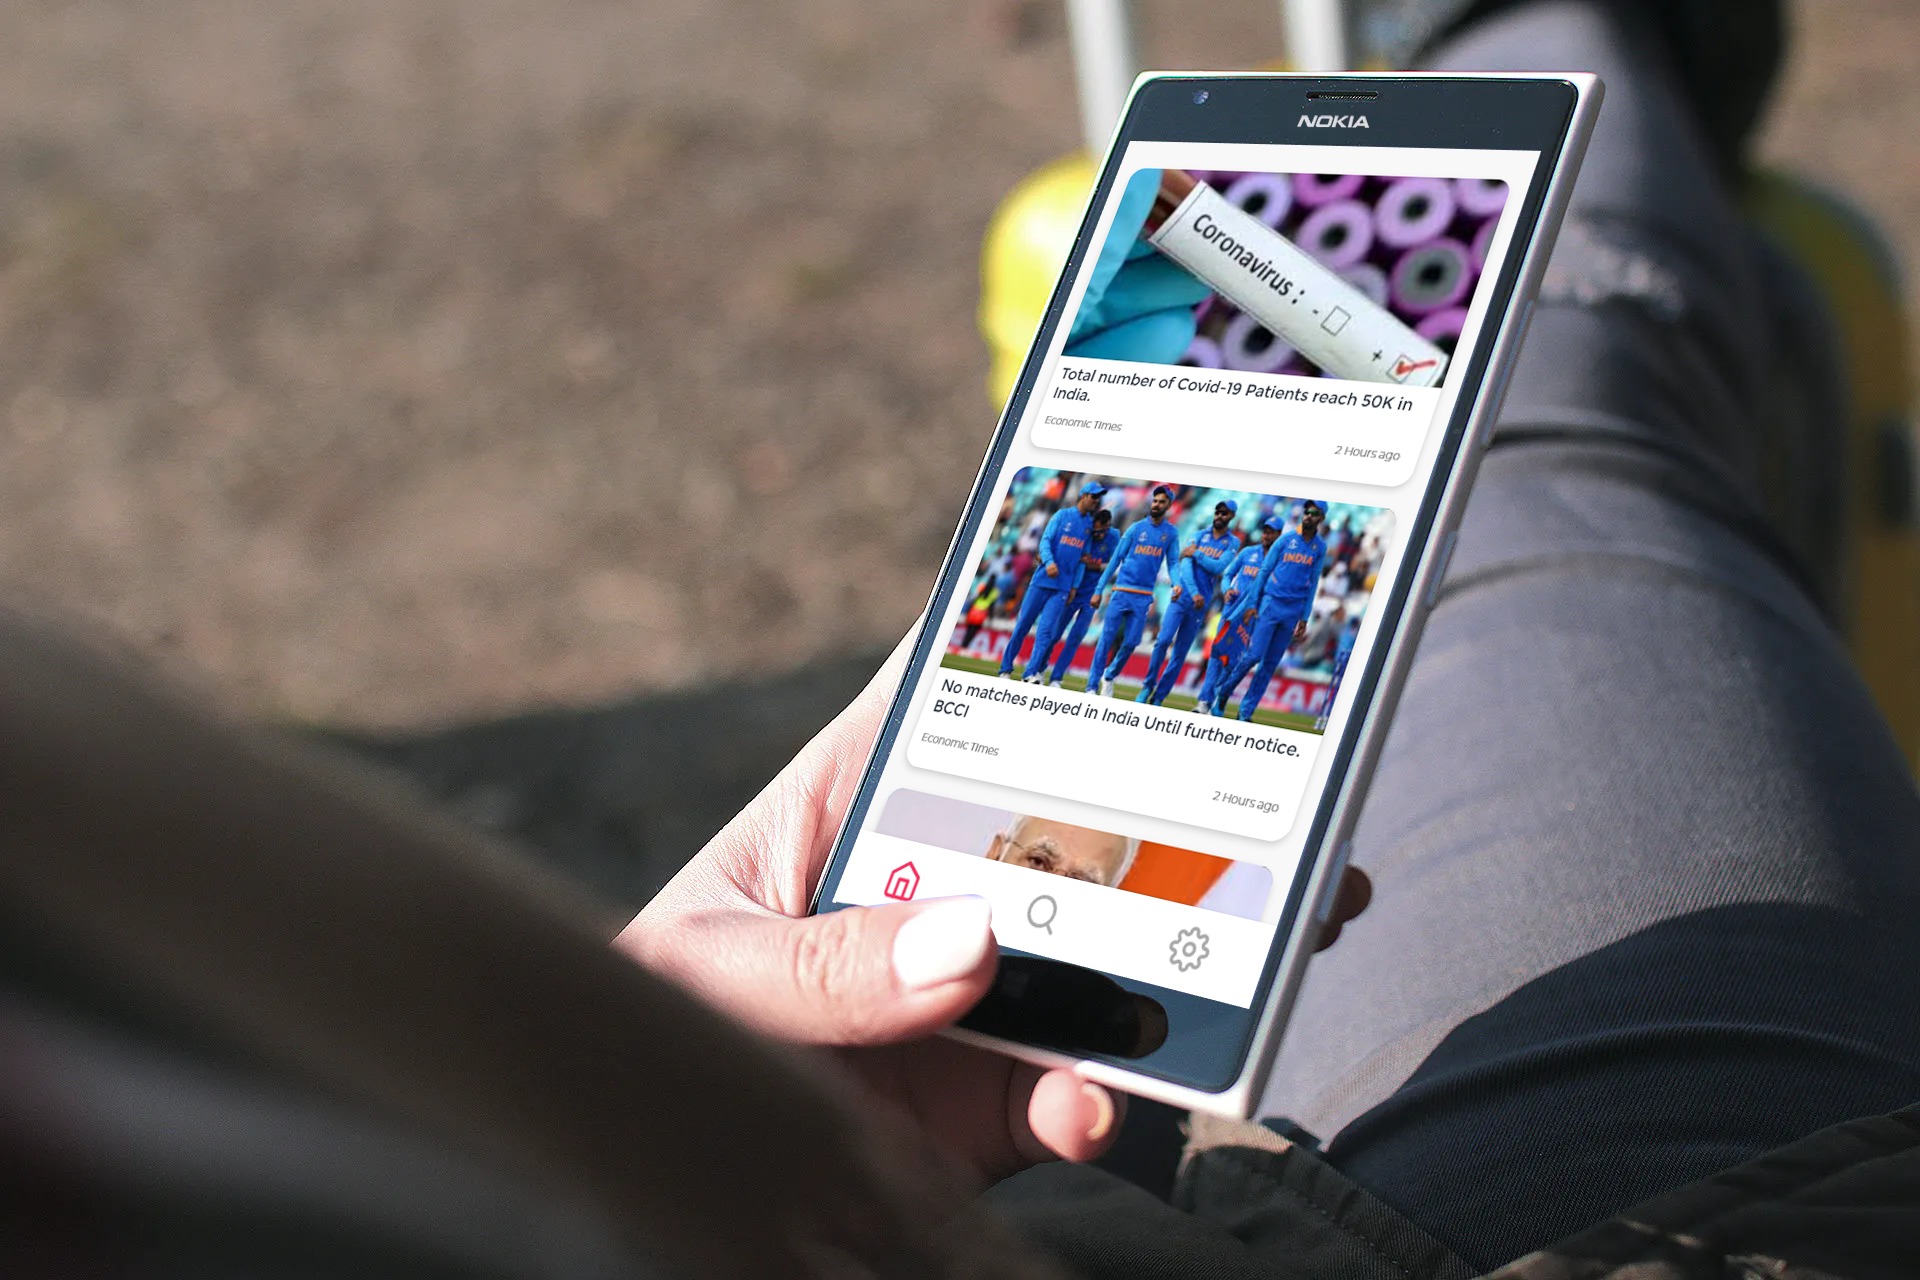 NOKIA
Coronavirus :
-
+
Total number of Covid-19 Patients reach 50K in
India.
Economic Times
2 Hours ago
INDIA
INDIA
INDIA
INDIA
No matches played in India Until further notice.
BCCI
Economic Times
2 Hours ago